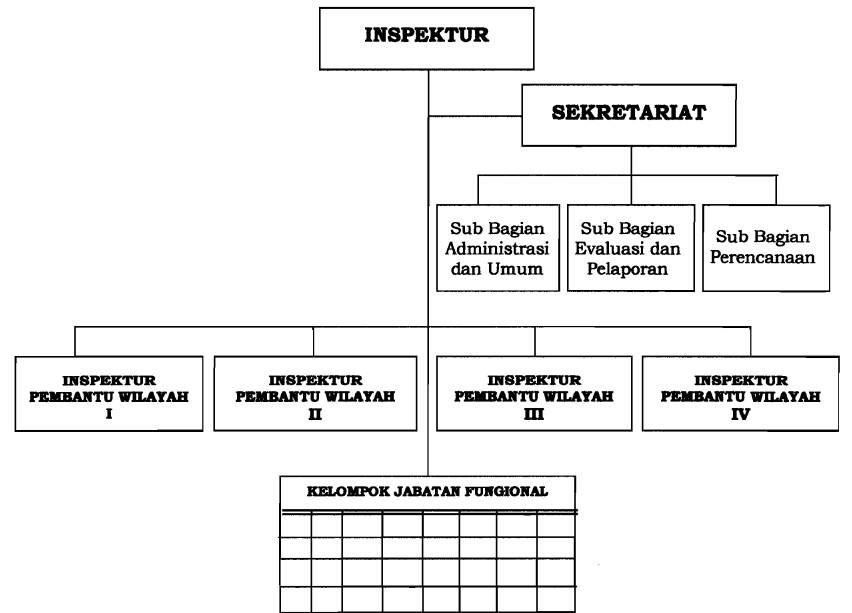 INSPEKTUR
SEKRETARIAT
Sub Bagian
Administrasi
dan Umum
Sub Bagian
Evaluasi dan
Pelaporan
Sub Bagian
Perencanaan
INSPEKTUR
PEMBANTU WILAYAH
I
INSPEKTUR
PEMBANTU WILAYAH
II
INSPEKTUR
PEMBANTU WILAYAH
III
INSPEKTUR
PEMBANTU WILAYAH
IV
KELOMPOK JABATAN FUNGIONAL